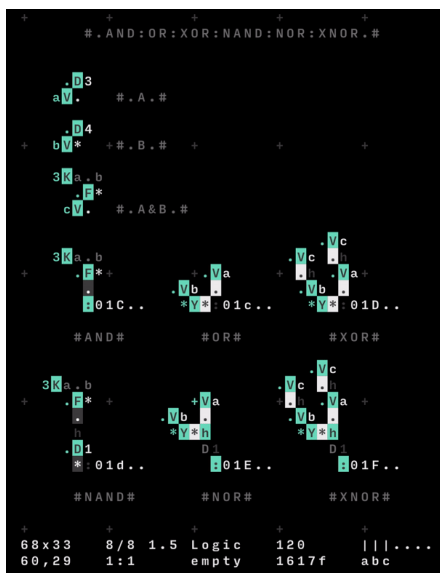 #.AND:OR:XOR:NAND:NOR:XNOR.#
.D3
aV. #.A.#
.D4
bV* #.B.#
3Ka.b
.F*
cV. #.A&B.#
.Vc
3Ka.b .Vc.h
.F* .Va .h.Va
. .Vb. .Vb.
:01C.. *Y*:01c.. *Y*:01D..
#AND# #OR# #XOR#
.Vc
3Ka.b .Vc.h
.F* +Va .h.Va
. .Vb. .Vb.
h *Y*h *Y*h
.D1 D1 D1
*:01d.. :01E.. :01F..
#NAND# #NOR# #XNOR#
68x33 8/8 1.5 Logic 120 |||....
60,29 1:1 empty 1617f abc